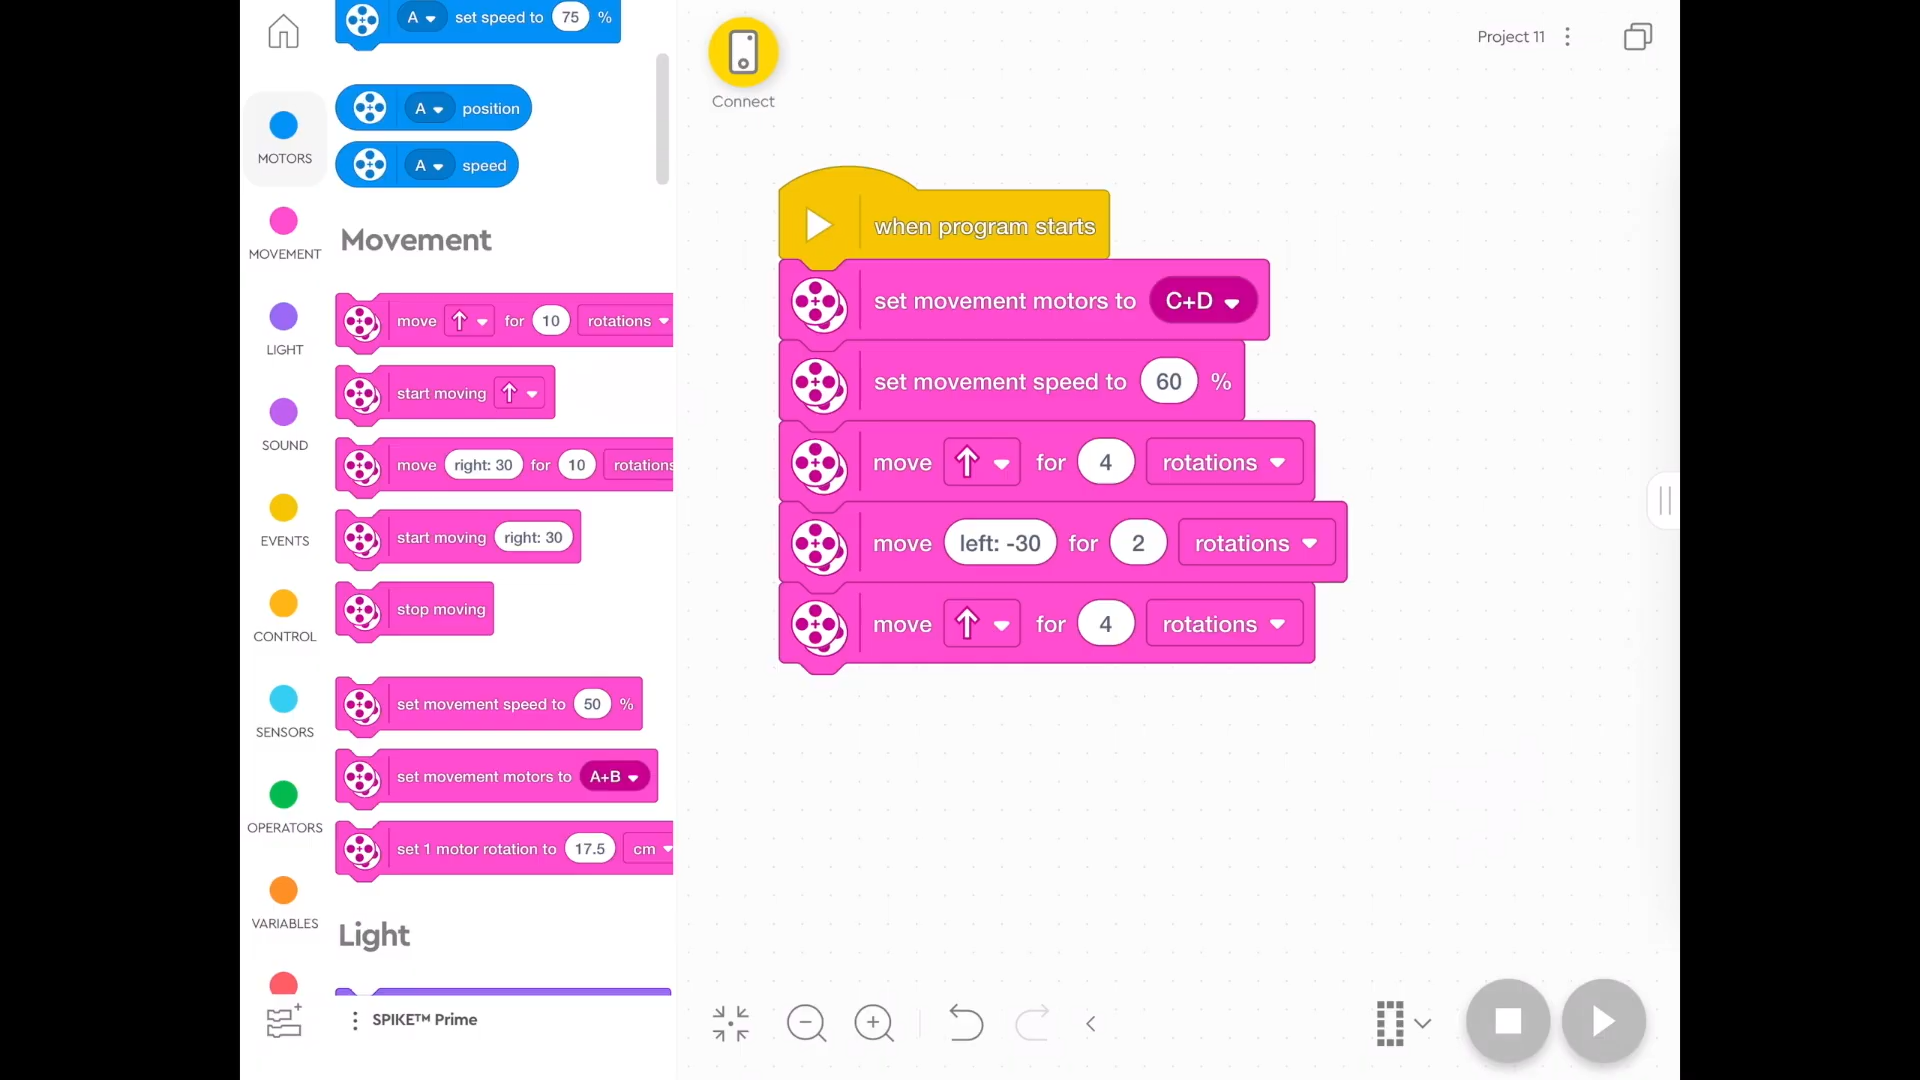 A set speed to 75 %
A position
A speed
Movement
move for 10 rotations
start moving
move right: 30 for 10 rotations
start moving right: 30
stop moving
set movement speed to 50 %
set movement motors to A+B
set 1 motor rotation to 17.5 cm
Light
MOTORS
MOVEMENT
LIGHT
SOUND
EVENTS
CONTROL
SENSORS
OPERATORS
VARIABLES
SPIKE™ Prime
Connect
Project 11
when program starts
set movement motors to C+D
set movement speed to 60 %
move for 4 rotations
move left: -30 for 2 rotations
move for 4 rotations